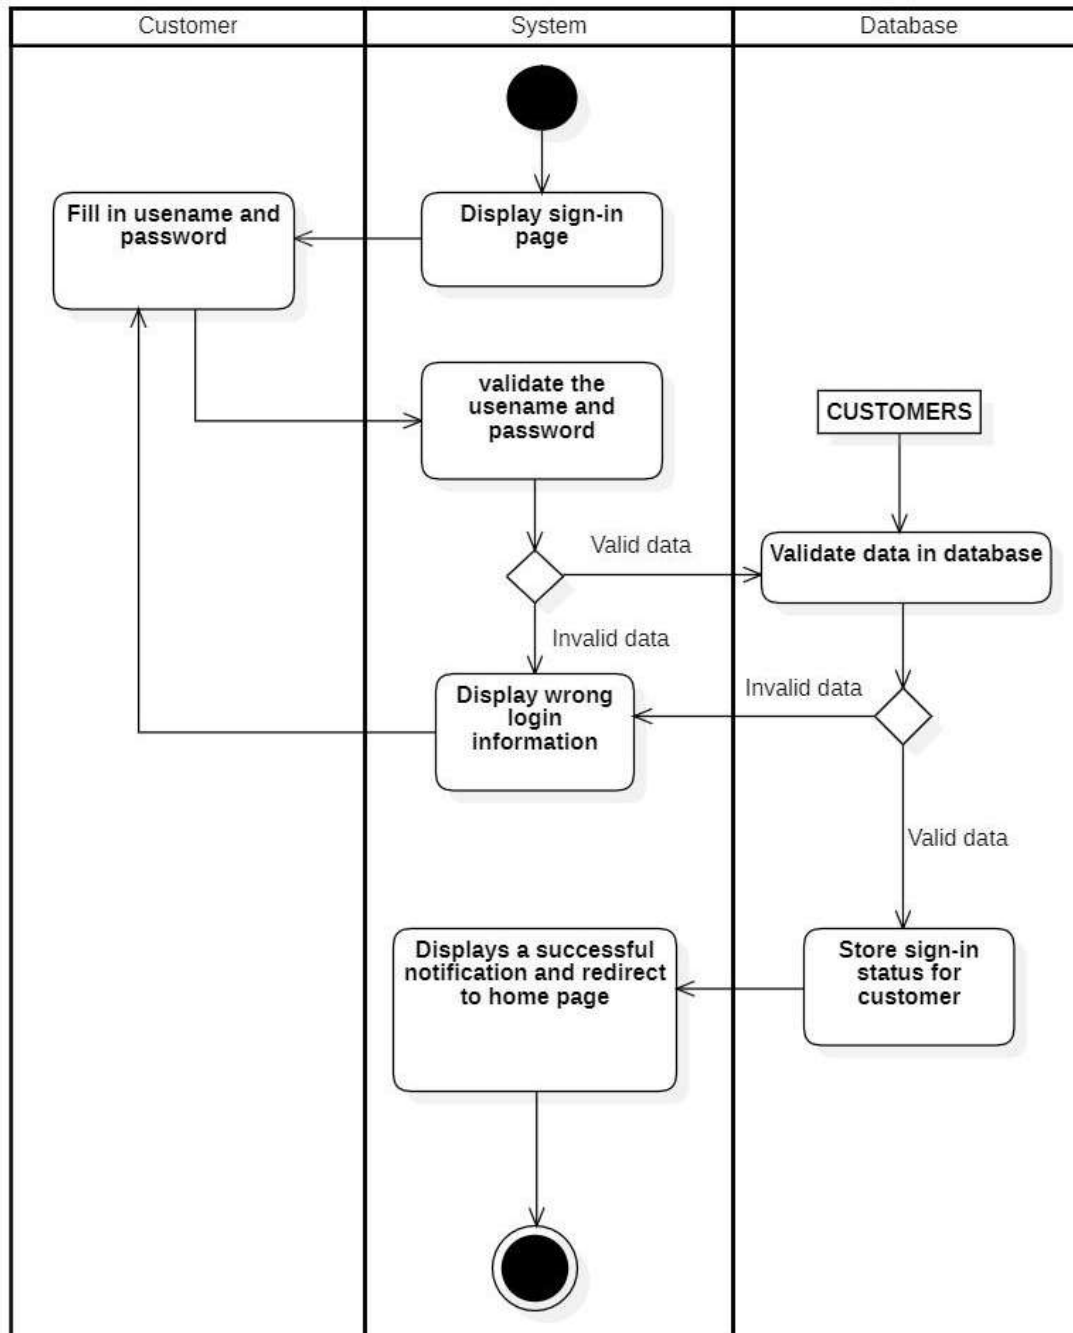 Customer
System
Database
Fill in usename and
password
Display sign-in
page
validate the
usename and
password
CUSTOMERS
Valid data
Validate data in database
Invalid data
Display wrong
login
information
Invalid data
Valid data
Displays a successful
notification and redirect
to home page
Store sign-in
status for
customer